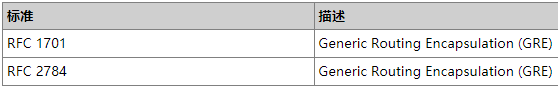 标准 描述
RFC 1701 Generic Routing Encapsulation (GRE)
RFC 2784 Generic Routing Encapsulation (GRE)